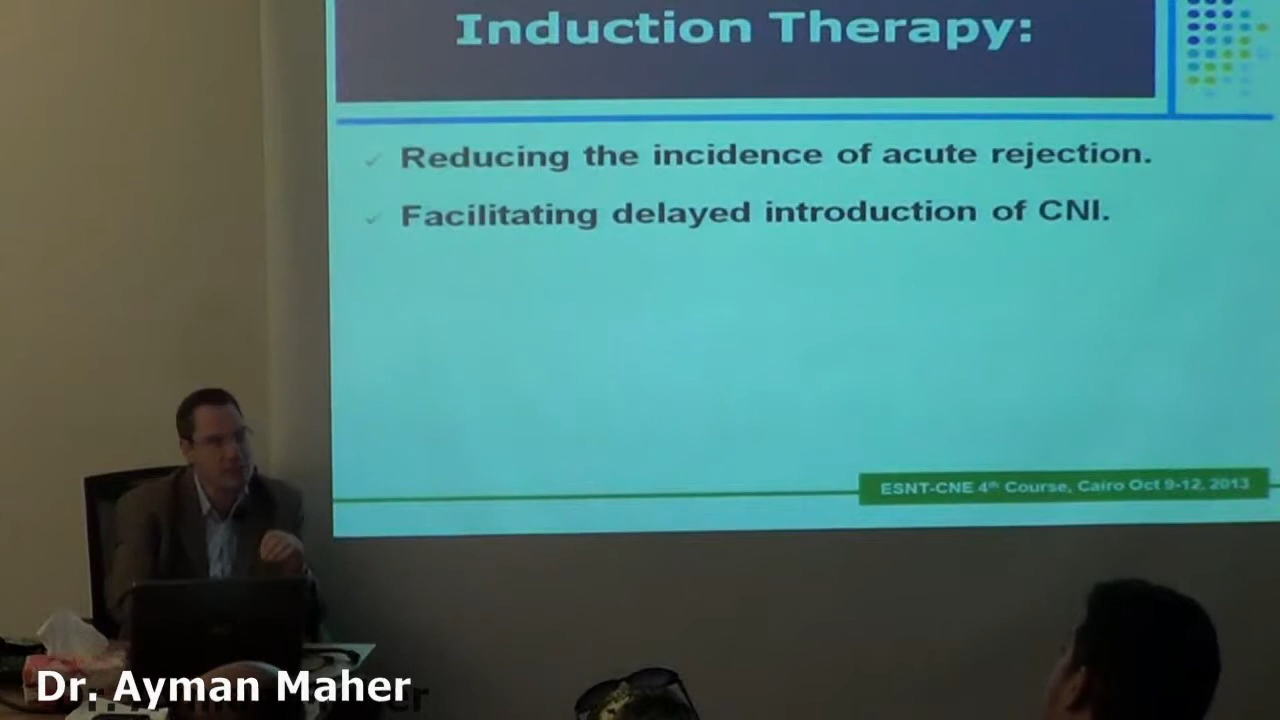 Induction Therapy:
Reducing the incidence of acute rejection.
Facilitating delayed introduction of CNI.
ESNT-CNE 4th Course, Cairo Oct 9-12, 2013
Dr. Ayman Maher